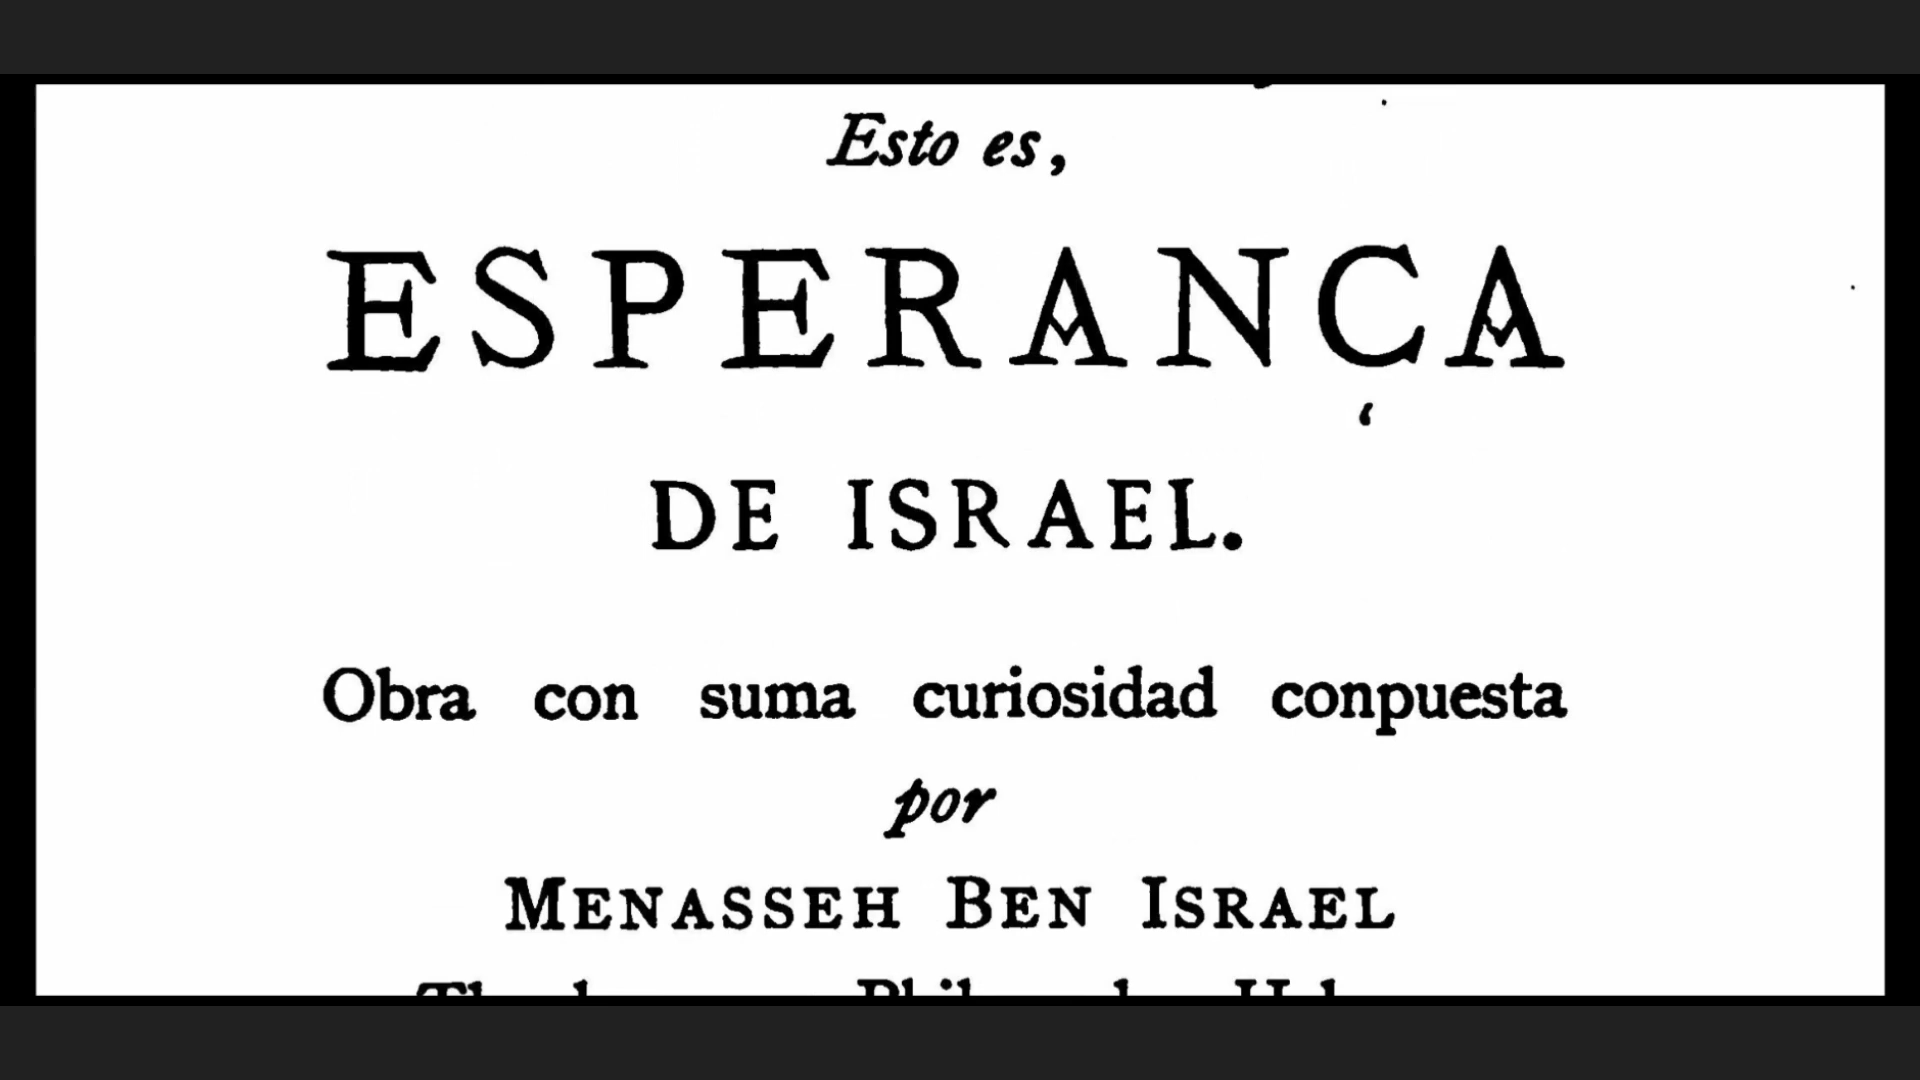 Esto es,
ESPERANÇA
DE ISRAEL.
Obra con suma curiosidad conpuesta
por
MENASSEH BEN ISRAEL